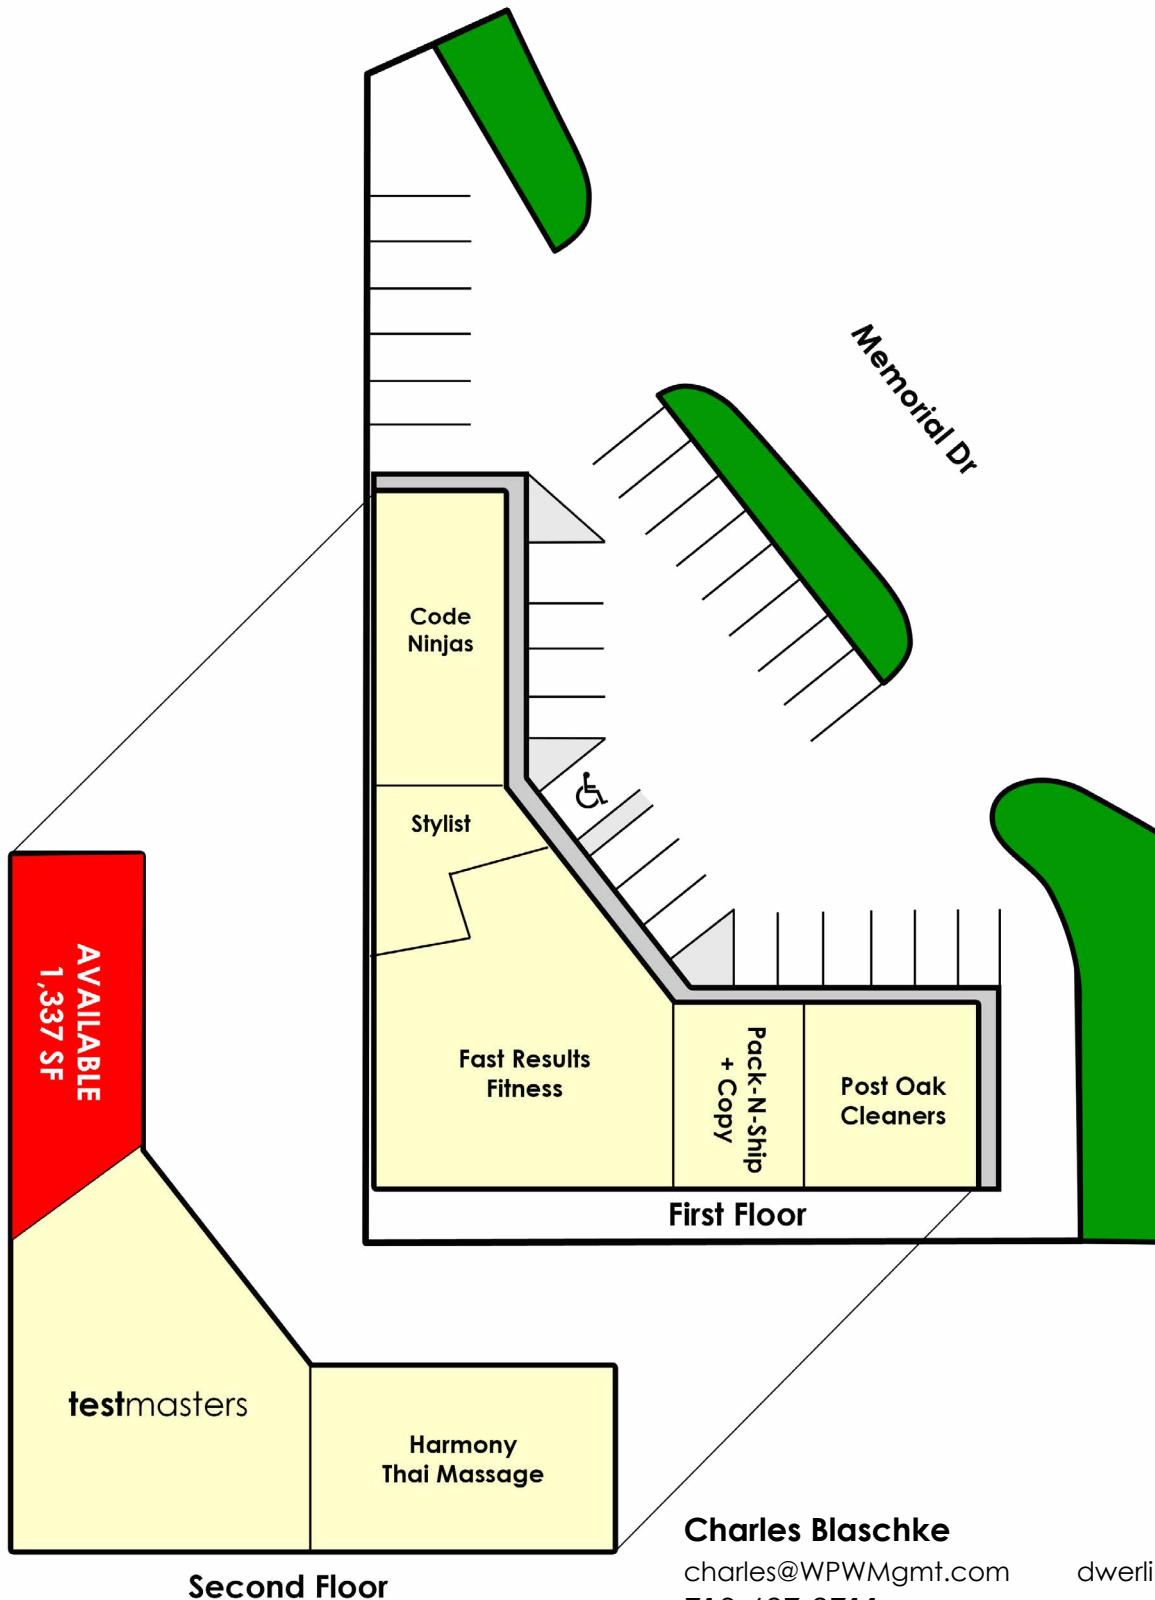 Memorial Dr
Code
Ninjas
Stylist
AVAILABLE
1,337 SF
Fast Results
Fitness
Pack-N-Ship
+ Copy
Post Oak
Cleaners
First Floor
testmasters
Harmony
Thai Massage
Second Floor
Charles Blaschke
charles@WPWMgmt.com dwerli